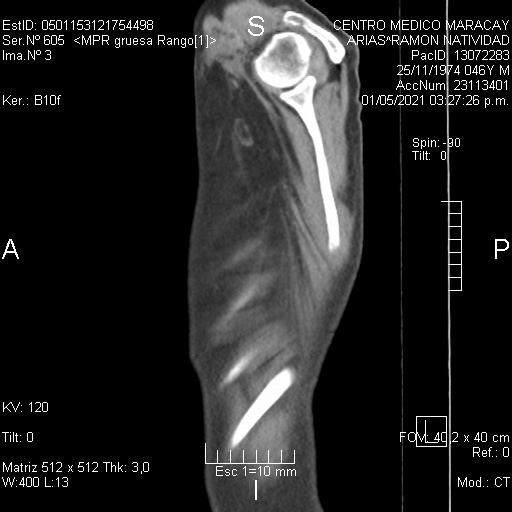 EstID: 0501153121754498
Ser.Nº 605 <MPR gruesa Rango[1]>
Ima.Nº 3
Ker.: B10f
S
CENTRO MEDICO MARACAY
ARIAS^RAMON NATIVIDAD
PacID: 13072283
25/11/1974 046Y M
AccNum: 23113401
01/05/2021 03:27:26 p.m.
Spin: -90
Tilt: 0
A
P
KV: 120
Tilt: 0
Matriz 512 x 512 Thk: 3,0
W:400 L:13
Esc 1=10 mm
I
FOV: 40,2 x 40 cm
Ref.: 0
Mod.: CT